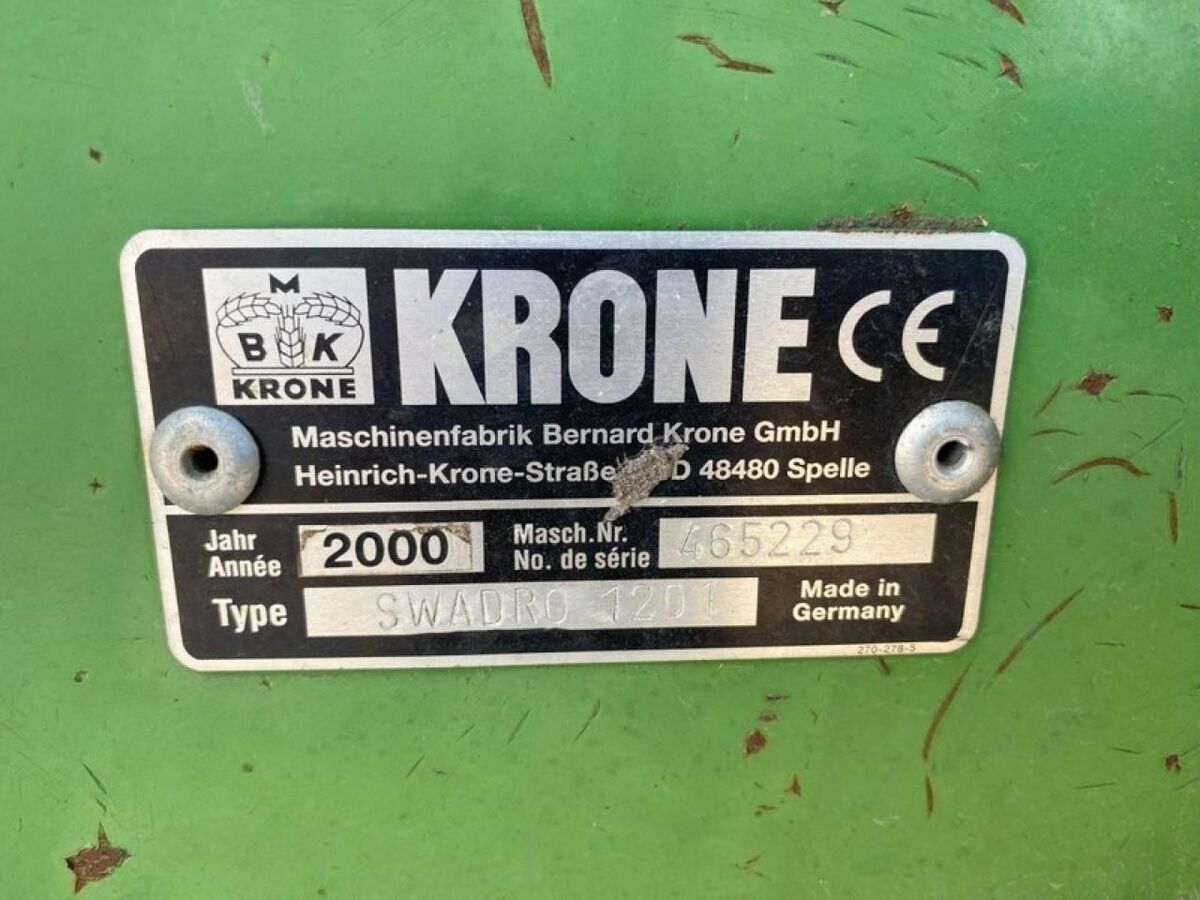 M
B K
KRONE
KRONE CE
Maschinenfabrik Bernard Krone GmbH
Heinrich-Krone-Straße D 48480 Spelle
Jahr
Année
2000
Masch.Nr.
No. de série
465229
Type
SWADRO 1201
Made in
Germany
270-278-5